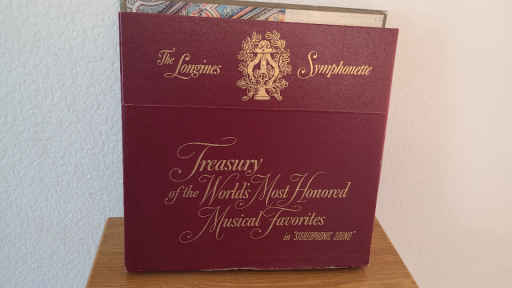 The Longines Symphonette
Treasury
of the World's Most Honored
Musical Favorites
in "STEREOPHONIC SOUND"